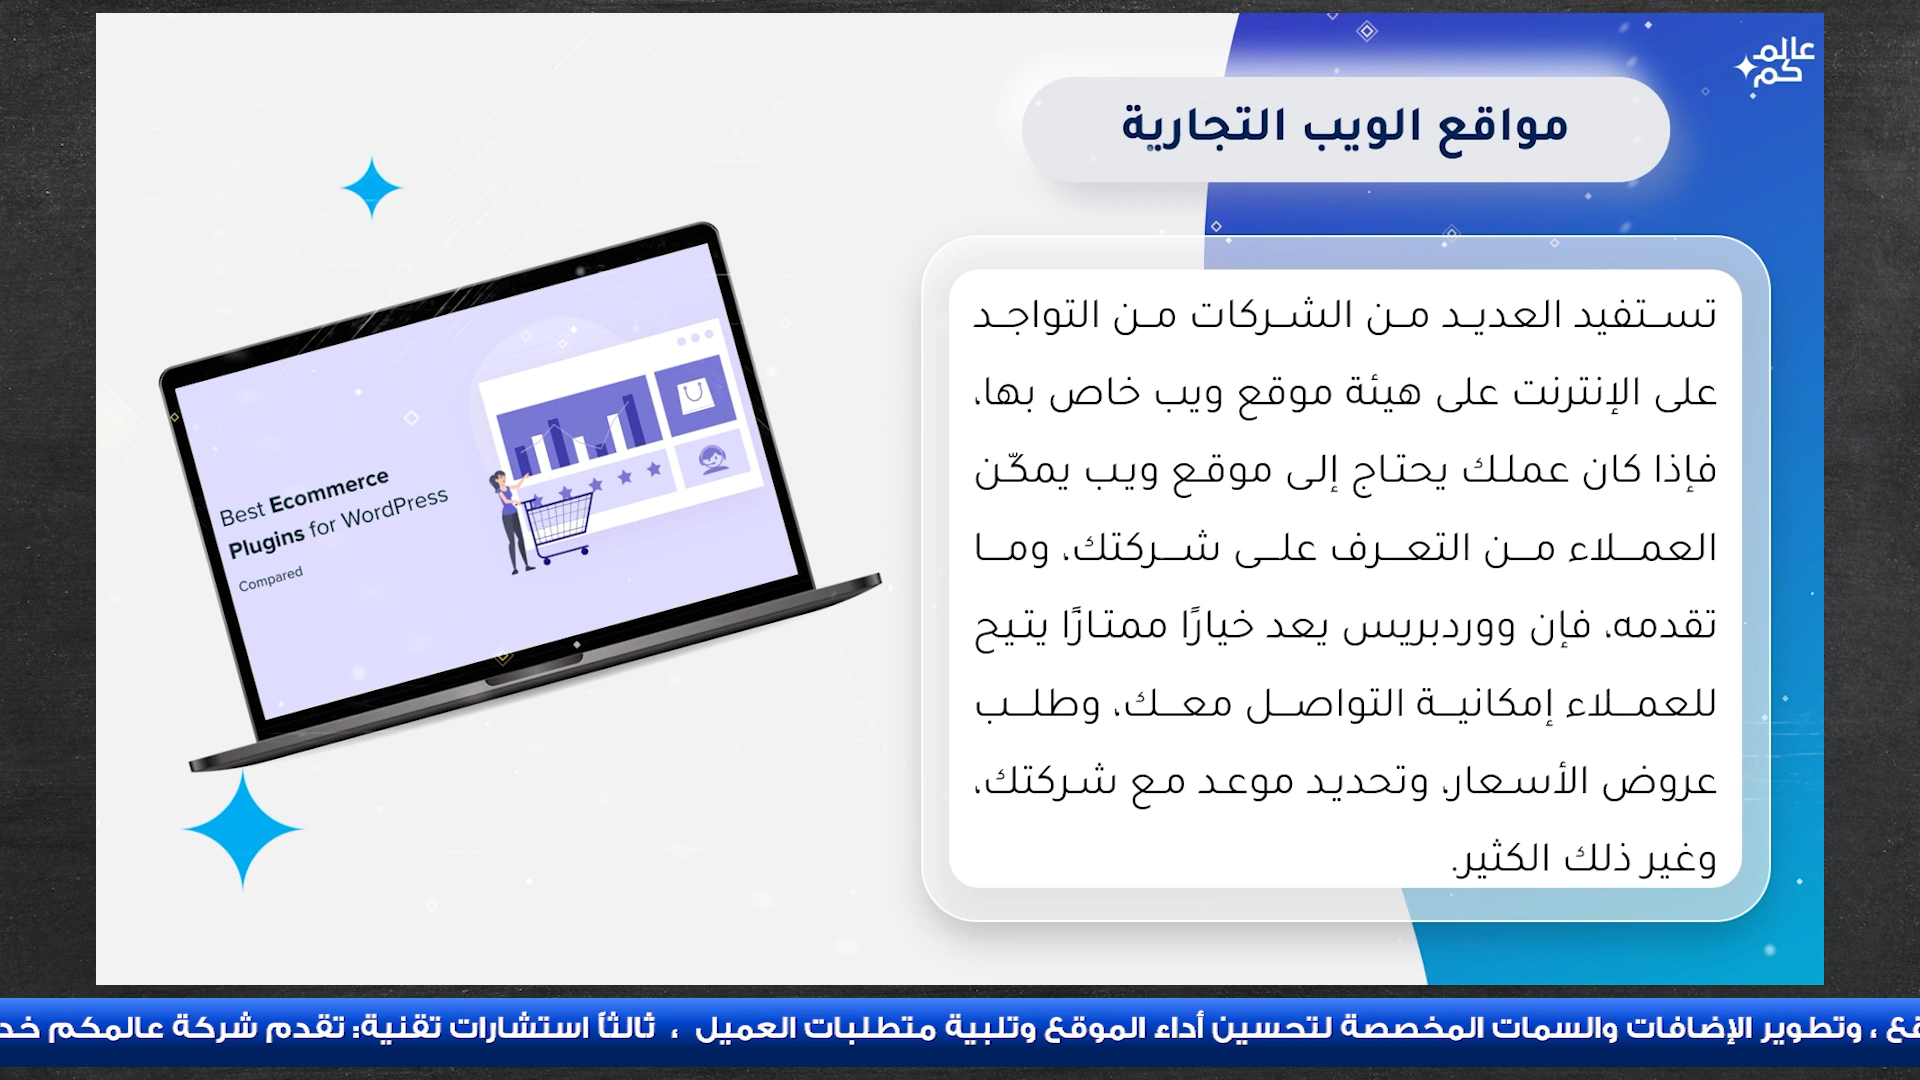 عالم
كم
مواقع الويب التجارية
تستفيد العديد من الشركات من التواجد
على الإنترنت على هيئة موقع ويب خاص بها،
فإذا كان عملك يحتاج إلى موقع ويب يمكّن
العملاء من التعرف على شركتك، وما
تقدمه، فإن ووردبريس يعد خيارًا ممتازًا يتيح
للعملاء إمكانية التواصل معك، وطلب
عروض الأسعار، وتحديد موعد مع شركتك،
وغير ذلك الكثير.
Best Ecommerce
Plugins for WordPress
Compared
، وتطوير الإضافات والسمات المخصصة لتحسين أداء الموقع وتلبية متطلبات العميل ، ثالثاً استشارات تقنية: تقدم شركة عالمكم